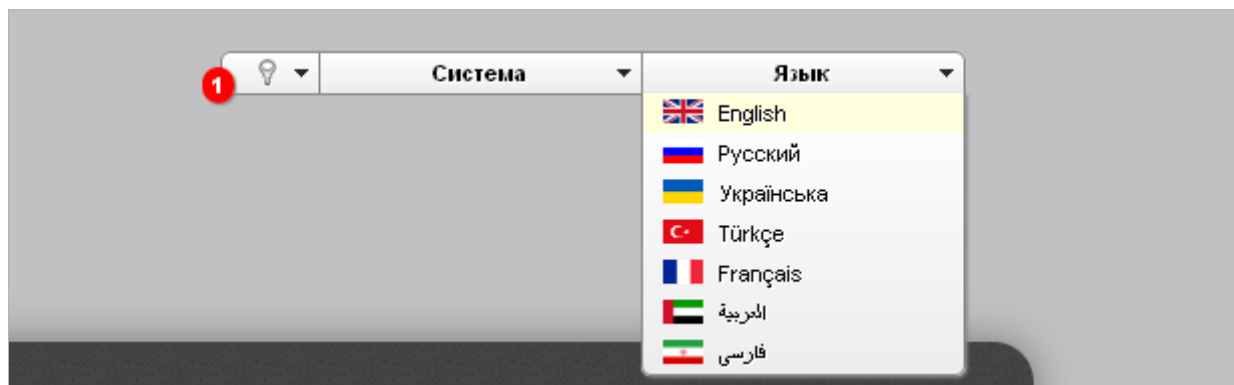 1 Система Язык
English
Русский
Українська
Türkçe
Français
العربية
فارسی